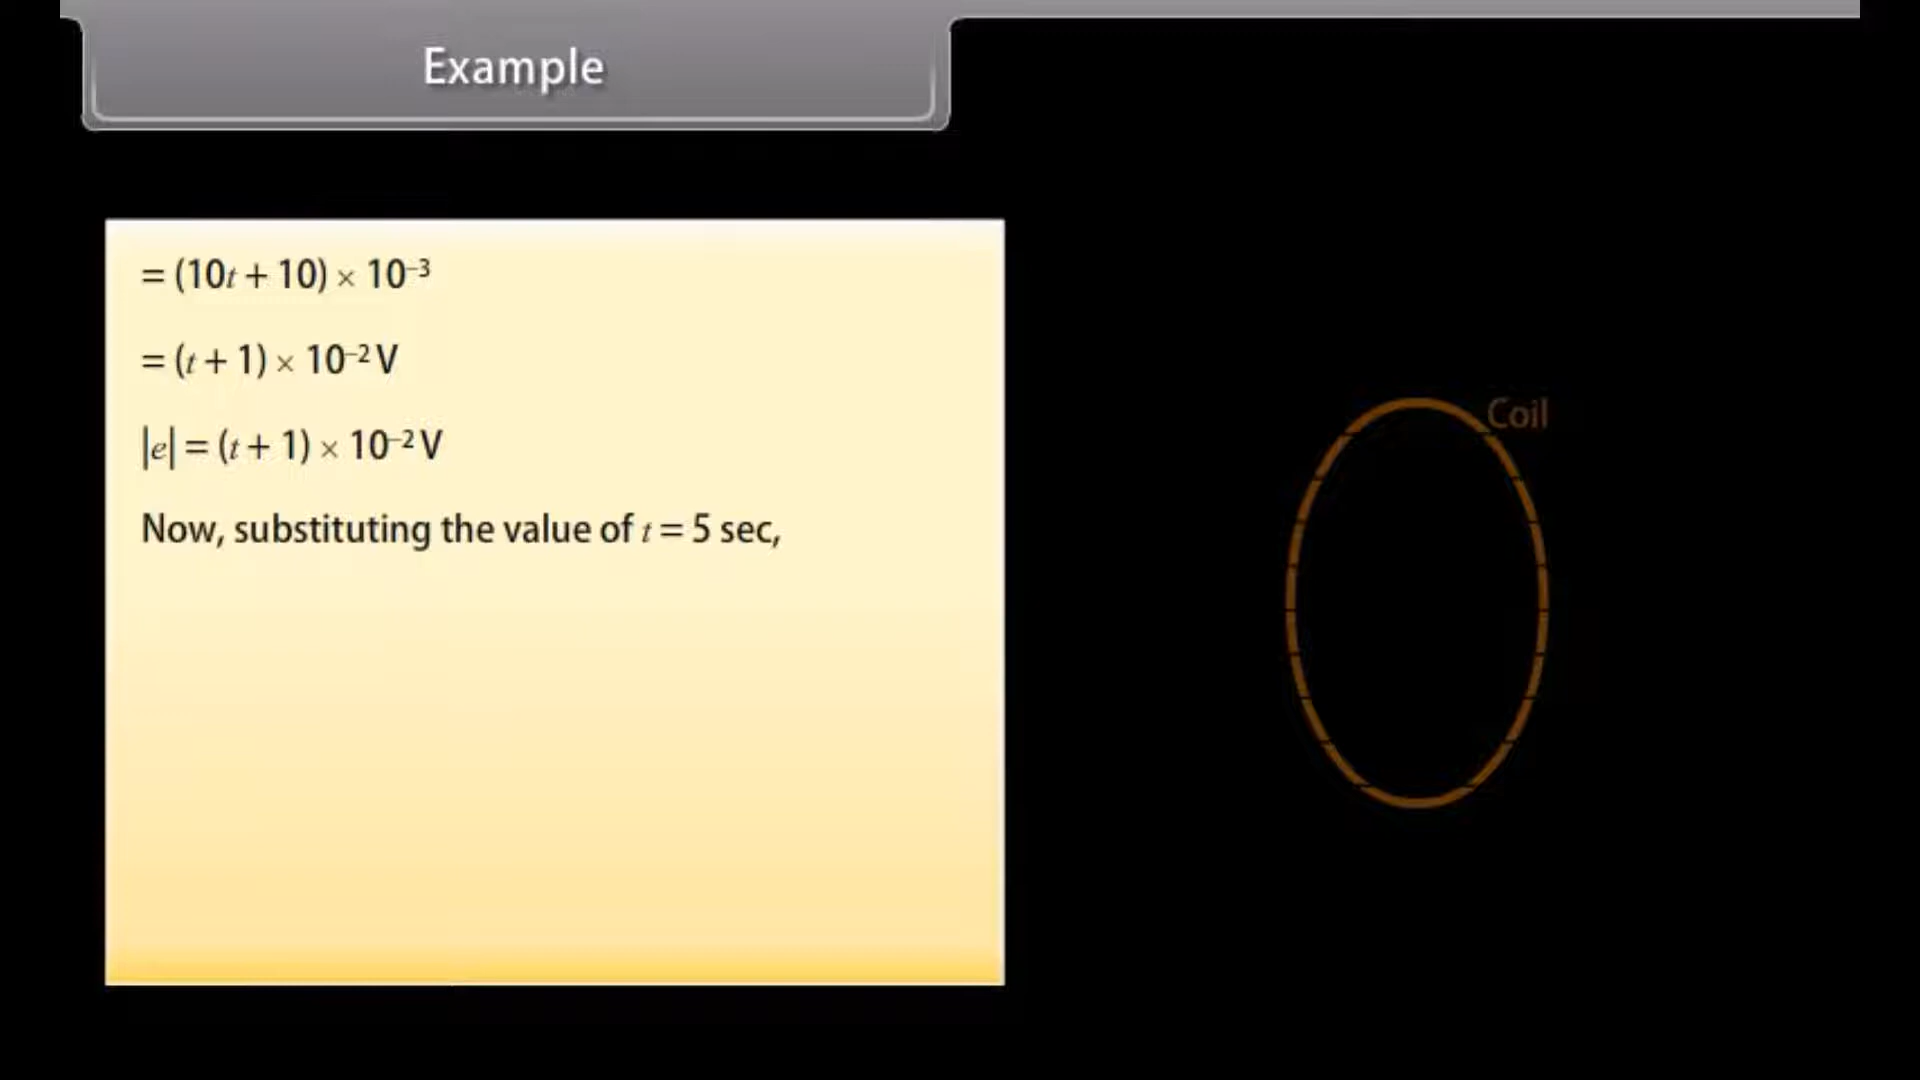 Example
= (10t + 10) × 10⁻³
= (t + 1) × 10⁻² V
|e| = (t + 1) × 10⁻² V
Now, substituting the value of t = 5 sec,
Coil